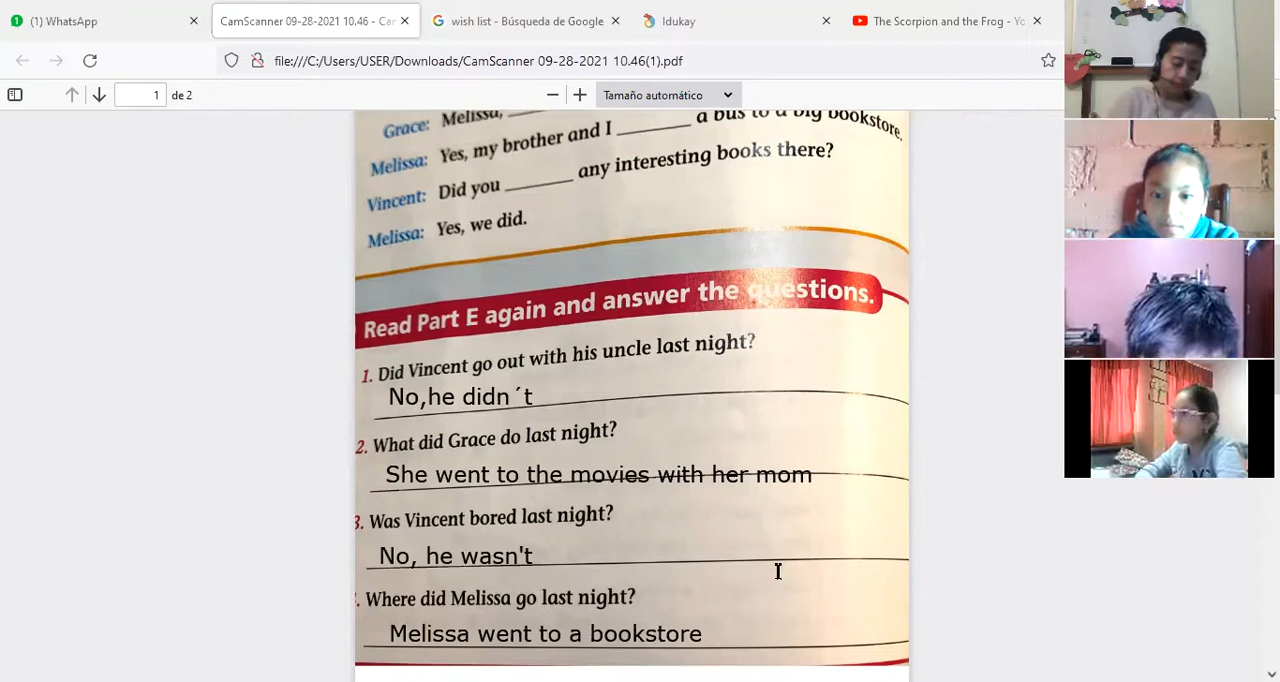 (1) WhatsApp
CamScanner 09-28-2021 10.46 - Car
wish list - Búsqueda de Google
Idukay
The Scorpion and the Frog - Yo
file:///C:/Users/USER/Downloads/CamScanner 09-28-2021 10.46(1).pdf
1 de 2
Tamaño automático
Grace: Melissa,
Melissa: Yes, my brother and I ______ a bus to a big bookstore.
Vincent: Did you ______ any interesting books there?
Melissa: Yes, we did.
Read Part E again and answer the questions.
1. Did Vincent go out with his uncle last night?
No,he didn´t
2. What did Grace do last night?
She went to the movies with her mom
3. Was Vincent bored last night?
No, he wasn't
. Where did Melissa go last night?
Melissa went to a bookstore